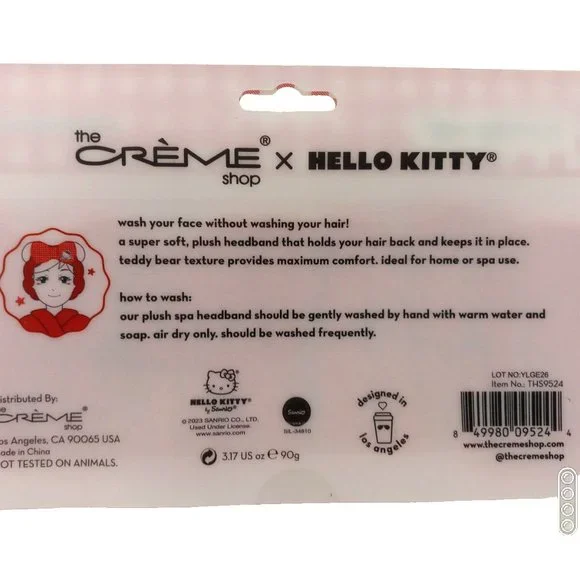 the
CRÈME® x HELLO KITTY®
shop
wash your face without washing your hair!
a super soft, plush headband that holds your hair back and keeps it in place.
teddy bear texture provides maximum comfort. ideal for home or spa use.
how to wash:
our plush spa headband should be gently washed by hand with warm water and
soap. air dry only. should be washed frequently.
istributed By:
the
CRÈME
shop
os Angeles, CA 90065 USA
ade in China
OT TESTED ON ANIMALS.
HELLO KITTY
by Sanrio®
© 2023 SANRIO CO., LTD.
Used Under License.
www.sanrio.com
Sanrio
SIL-34810
3.17 US oz ℮ 90g
designed in
los angeles
LOT NO:YLGE26
Item No.: THS9524
8 49980 09524 4
www.thecremeshop.com
@thecremeshop